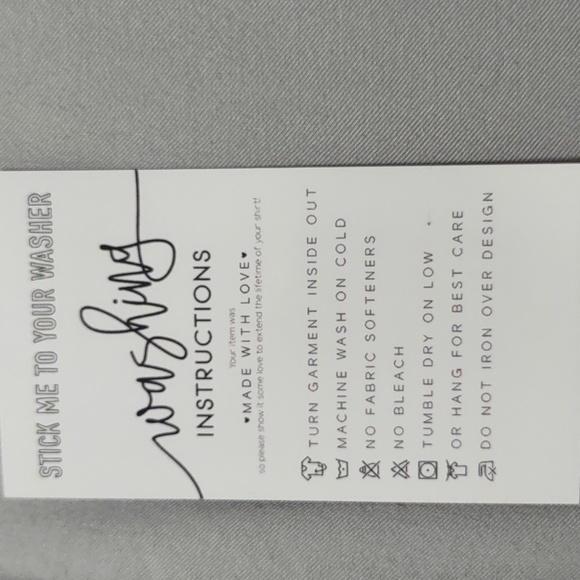 STICK ME TO YOUR WASHER
washing
INSTRUCTIONS
Your item was
♥MADE WITH LOVE♥
so please show it some love to extend the lifetime of your shirt!
TURN GARMENT INSIDE OUT
MACHINE WASH ON COLD
NO FABRIC SOFTENERS
NO BLEACH
TUMBLE DRY ON LOW
OR HANG FOR BEST CARE
DO NOT IRON OVER DESIGN